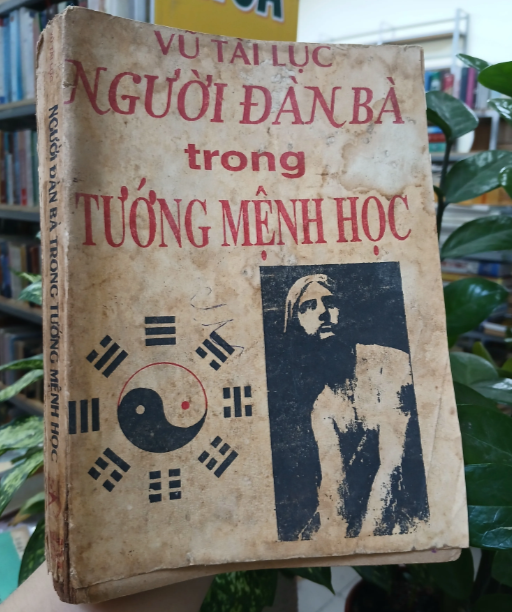 VŨ TÀI LỤC
NGƯỜI ĐÀN BÀ
trong
TƯỚNG MỆNH HỌC
NGƯỜI ĐÀN BÀ TRONG TƯỚNG MỆNH HỌC